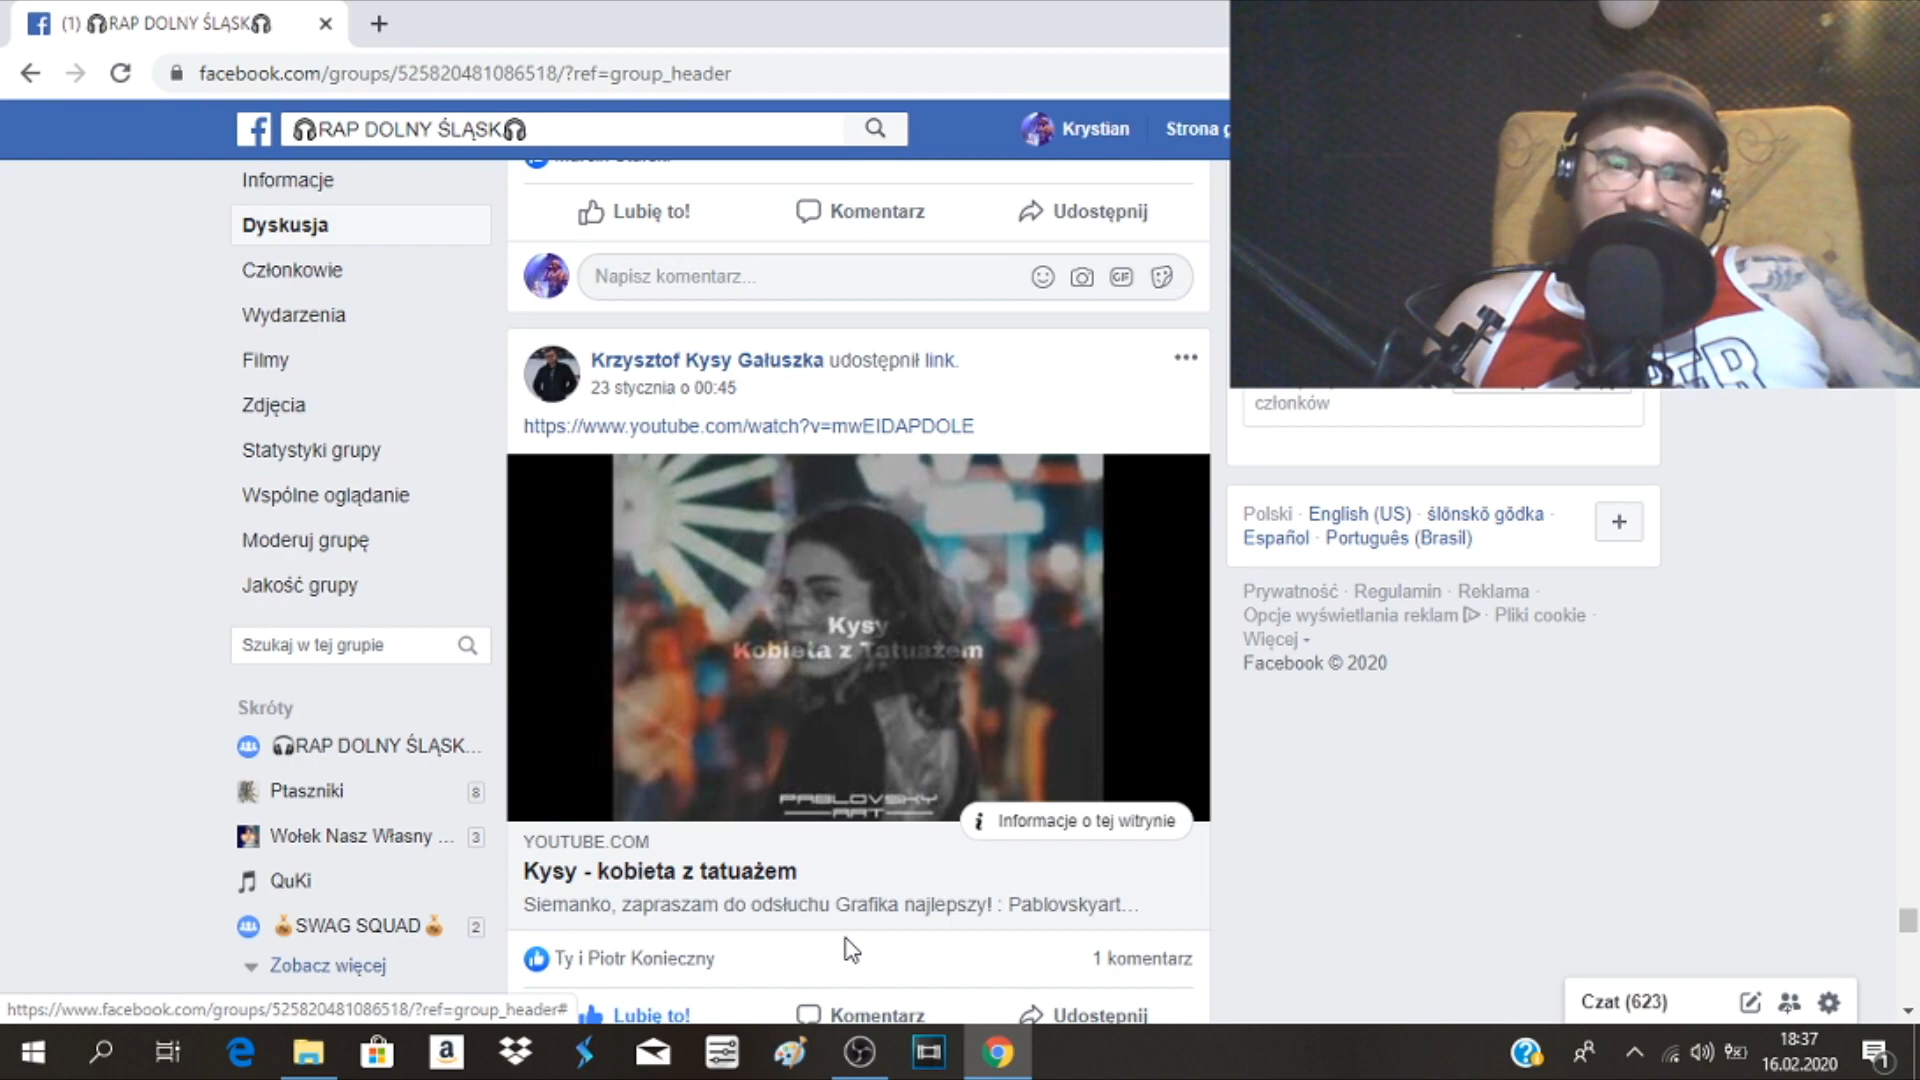 (1) 🎧RAP DOLNY ŚLĄSK🎧
facebook.com/groups/525820481086518/?ref=group_header
🎧RAP DOLNY ŚLĄSK🎧
Krystian
Strona g
Informacje
Dyskusja
Członkowie
Wydarzenia
Filmy
Zdjęcia
Statystyki grupy
Wspólne oglądanie
Moderuj grupę
Jakość grupy
Szukaj w tej grupie
Skróty
🎧RAP DOLNY ŚLĄSK...
Ptaszniki 8
Wołek Nasz Własny ... 3
QuKi
💰SWAG SQUAD💰 2
Zobacz więcej
https://www.facebook.com/groups/525820481086518/?ref=group_header#
Lubię to! Komentarz Udostępnij
Napisz komentarz...
GIF
Krzysztof Kysy Gałuszka udostępnił link.
23 stycznia o 00:45
https://www.youtube.com/watch?v=mwEIDAPDOLE
Kysy
Kobieta z Tatuażem
PABLOVSKY
ART
Informacje o tej witrynie
YOUTUBE.COM
Kysy - kobieta z tatuażem
Siemanko, zapraszam do odsłuchu Grafika najlepszy! : Pablovskyart...
Ty i Piotr Konieczny 1 komentarz
Lubię to! Komentarz Udostępnij
członków
Polski · English (US) · ślōnskŏ gŏdka ·
Español · Português (Brasil)
Prywatność · Regulamin · Reklama ·
Opcje wyświetlania reklam · Pliki cookie ·
Więcej
Facebook © 2020
Czat (623)
18:37
16.02.2020
1